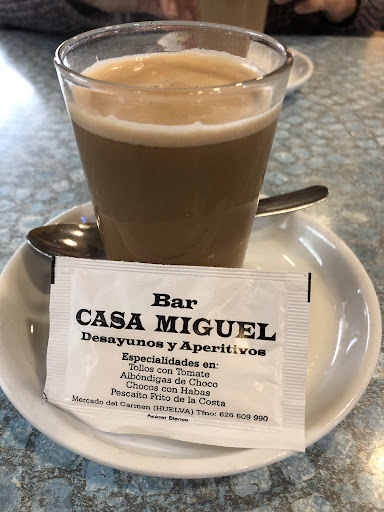 Bar
CASA MIGUEL
Desayunos y Aperitivos
Especialidades en:
Tollos con Tomate
Albóndigas de Choco
Chocos con Habas
Pescaito Frito de la Costa
Mercado del Carmen (HUELVA) Tfno: 626 609 990
Azúcar Blanco